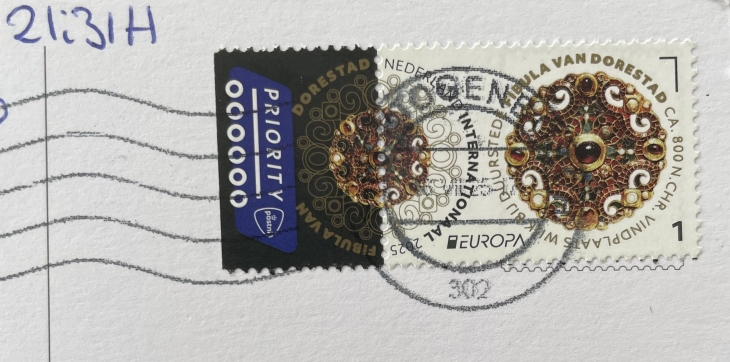 21:31H
PRIORITY
postnl
DORESTAD
FIBULA VAN
NEDERLAND
INTERNATIONAAL
2025
EUROPA
FIBULA VAN DORESTAD
CA. 800 N.CHR. VINDPLAATS WIJK BIJ DUURSTEDE
1
302